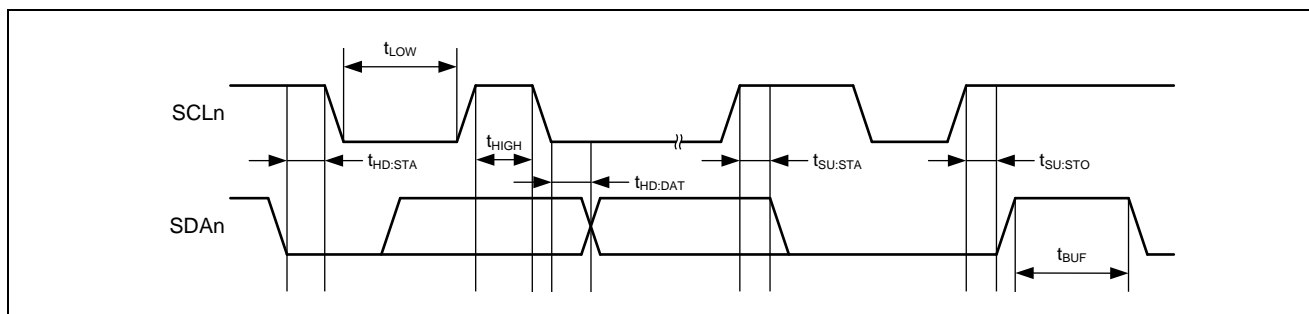 tLOW
SCLn
tHD:STA
tHIGH
tHD:DAT
tSU:STA
tSU:STO
SDAn
tBUF